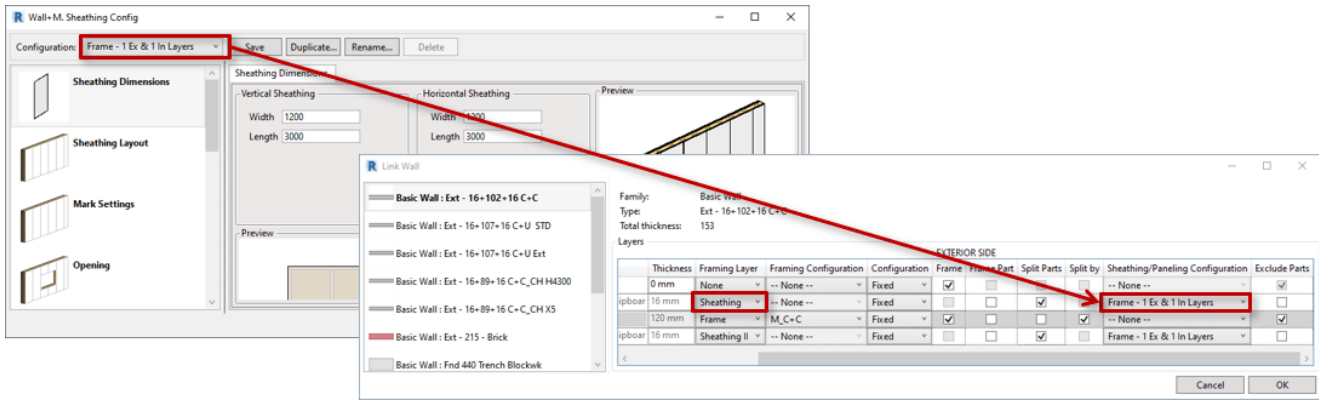 Wall+M. Sheathing Config
Configuration: Frame - 1 Ex & 1 In Layers Save Duplicate... Rename... Delete
Sheathing Dimensions
Sheathing Layout
Mark Settings
Opening
Sheathing Dimensions
Vertical Sheathing
Width 1200
Length 3000
Horizontal Sheathing
Width 1200
Length 3000
Preview
Preview
Link Wall
Basic Wall : Ext - 16+102+16 C+C
Basic Wall : Ext - 16+107+16 C+U STD
Basic Wall : Ext - 16+107+16 C+U Ext
Basic Wall : Ext - 16+89+16 C+C_CH H4300
Basic Wall : Ext - 16+89+16 C+C_CH X5
Basic Wall : Ext - 215 - Brick
Basic Wall : Fnd 440 Trench Blockwk
Family: Basic Wall
Type: Ext - 16+102+16 C+C
Total thickness: 153
Layers
EXTERIOR SIDE
Thickness Framing Layer Framing Configuration Configuration Frame Frame Part Split Parts Split by Sheathing/Paneling Configuration Exclude Parts
0 mm None -- None -- Fixed -- None --
ipboar 16 mm Sheathing -- None -- Fixed Frame - 1 Ex & 1 In Layers
120 mm Frame M_C+C Fixed -- None --
ipboar 16 mm Sheathing II -- None -- Fixed Frame - 1 Ex & 1 In Layers
Cancel OK